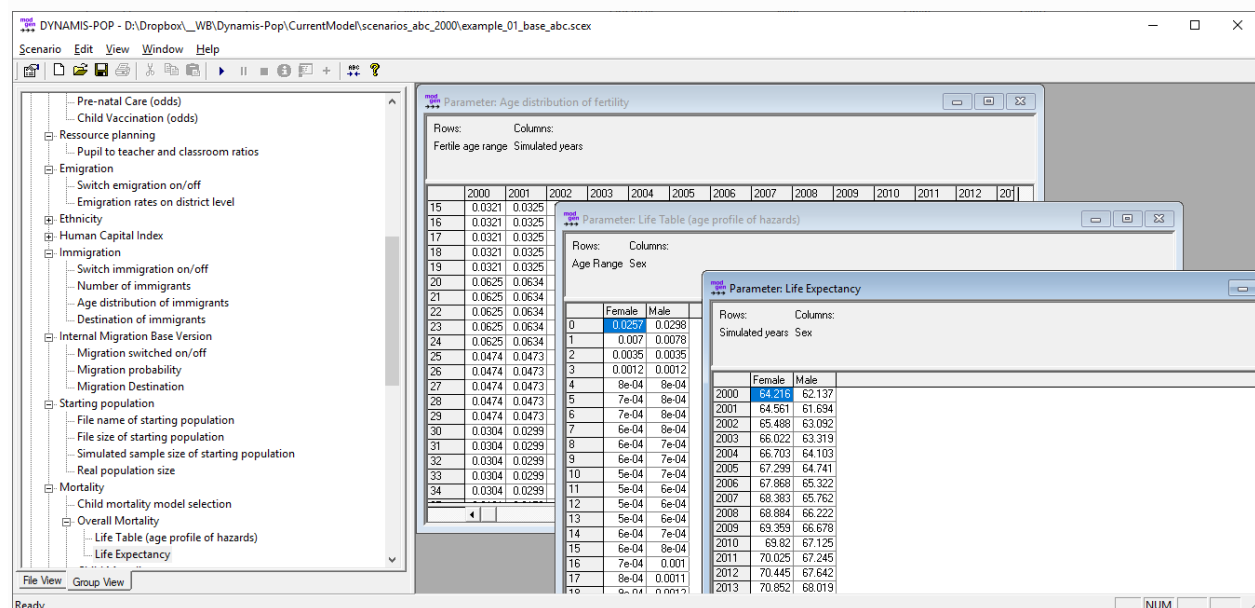 DYNAMIS-POP - D:\Dropbox\__WB\Dynamis-Pop\CurrentModel\scenarios_abc_2000\example_01_base_abc.scex
Scenario Edit View Window Help
Pre-natal Care (odds)
Child Vaccination (odds)
Ressource planning
Pupil to teacher and classroom ratios
Emigration
Switch emigration on/off
Emigration rates on district level
Ethnicity
Human Capital Index
Immigration
Switch immigration on/off
Number of immigrants
Age distribution of immigrants
Destination of immigrants
Internal Migration Base Version
Migration switched on/off
Migration probability
Migration Destination
Starting population
File name of starting population
File size of starting population
Simulated sample size of starting population
Real population size
Mortality
Child mortality model selection
Overall Mortality
Life Table (age profile of hazards)
Life Expectancy
File View Group View
Ready
NUM
mod gen Parameter: Age distribution of fertility
Rows: Columns:
Fertile age range Simulated years
2000 2001 2002 2003 2004 2005 2006 2007 2008 2009 2010 2011 2012
15 0.0321 0.0325
16 0.0321 0.0325
17 0.0321 0.0325
18 0.0321 0.0325
19 0.0321 0.0325
20 0.0625 0.0634
21 0.0625 0.0634
22 0.0625 0.0634
23 0.0625 0.0634
24 0.0625 0.0634
25 0.0474 0.0473
26 0.0474 0.0473
27 0.0474 0.0473
28 0.0474 0.0473
29 0.0474 0.0473
30 0.0304 0.0299
31 0.0304 0.0299
32 0.0304 0.0299
33 0.0304 0.0299
34 0.0304 0.0299
mod gen Parameter: Life Table (age profile of hazards)
Rows: Columns:
Age Range Sex
Female Male
0 0.0257 0.0298
1 0.007 0.0078
2 0.0035 0.0035
3 0.0012 0.0012
4 8e-04 8e-04
5 7e-04 8e-04
6 7e-04 8e-04
7 6e-04 8e-04
8 6e-04 7e-04
9 6e-04 7e-04
10 5e-04 7e-04
11 5e-04 6e-04
12 5e-04 6e-04
13 5e-04 6e-04
14 6e-04 7e-04
15 6e-04 8e-04
16 7e-04 0.001
17 8e-04 0.0011
18 9e-04 0.0012
mod gen Parameter: Life Expectancy
Rows: Columns:
Simulated years Sex
Female Male
2000 64.216 62.137
2001 64.561 61.694
2002 65.488 63.092
2003 66.022 63.319
2004 66.703 64.103
2005 67.299 64.741
2006 67.868 65.322
2007 68.383 65.762
2008 68.884 66.222
2009 69.359 66.678
2010 69.82 67.125
2011 70.025 67.245
2012 70.445 67.642
2013 70.852 68.019